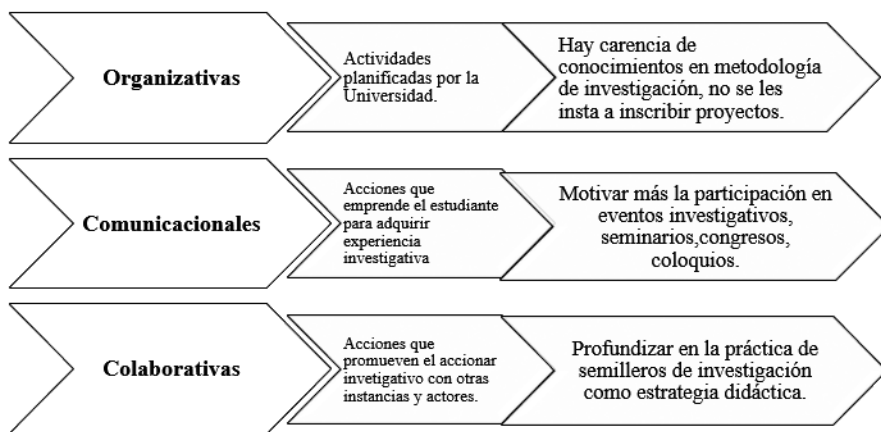 Organizativas
Actividades
planificadas por la
Universidad.
Hay carencia de
conocimientos en metodología
de investigación, no se les
insta a inscribir proyectos.
Comunicacionales
Acciones que
emprende el estudiante
para adquirir
experiencia
investigativa
Motivar más la participación en
eventos investigativos,
seminarios,congresos,
coloquios.
Colaborativas
Acciones que
promueven el accionar
invetigativo con otras
instancias y actores.
Profundizar en la práctica de
semilleros de investigación
como estrategia didáctica.